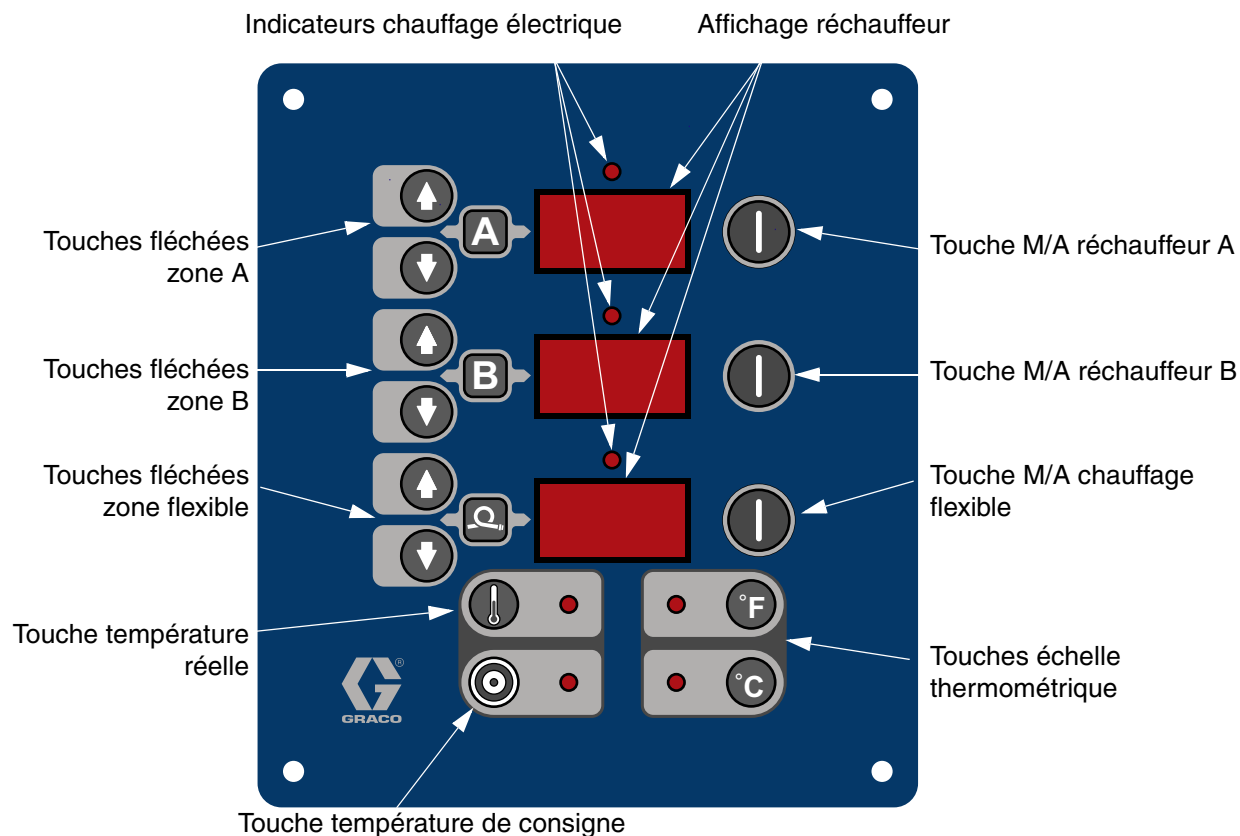 Indicateurs chauffage électrique
Affichage réchauffeur
Touches fléchées
zone A
A
Touche M/A réchauffeur A
Touches fléchées
zone B
B
Touche M/A réchauffeur B
Touches fléchées
zone flexible
Touche M/A chauffage
flexible
°F
Touche température
réelle
°C
Touches échelle
thermométrique
®
GRACO
Touche température de consigne